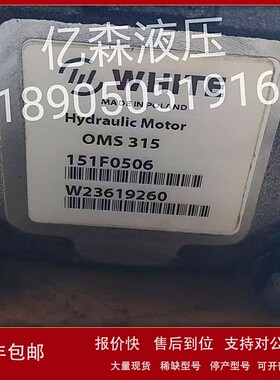 亿森液压
18905051916
WHITE
MADE IN POLAND
Hydraulic Motor
OMS 315
151F0506
W23619260
包邮
报价快 售后到位 支持对公
大量现货 稀缺型号 停产型号 可开